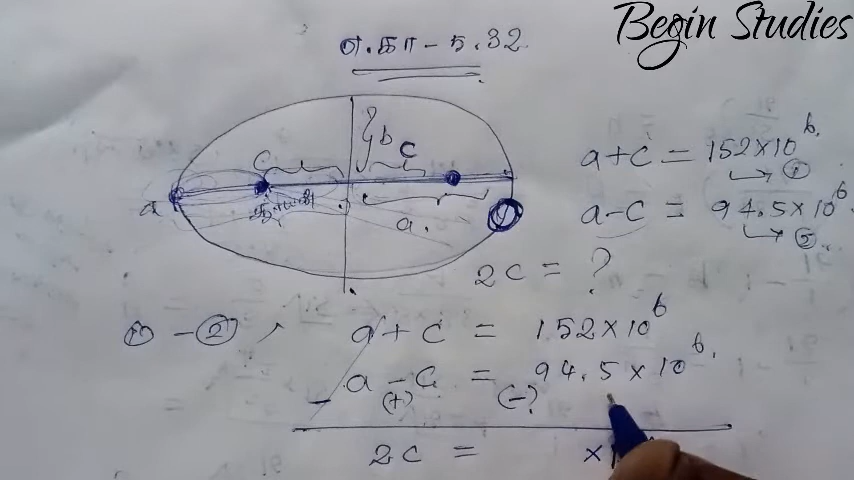 Begin Studies
எ.கா - 5.32
b
C
C
a+c = 152×10⁶.
①
a
a.
a-c = 94.5×10⁶
②
2c = ?
① - ②,
a+c = 152×10⁶
a-c = 94.5×10⁶.
- (+) (-)
2c = ×